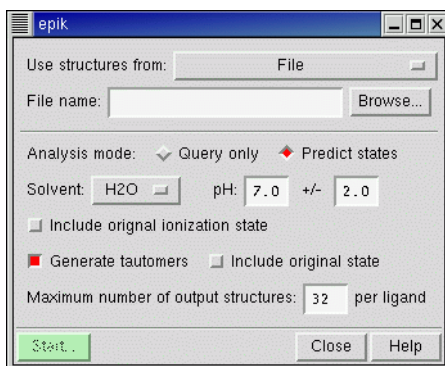 epik
Use structures from: File
File name: Browse...
Analysis mode: Query only Predict states
Solvent: H2O pH: 7.0 +/- 2.0
Include orignal ionization state
Generate tautomers Include original state
Maximum number of output structures: 32 per ligand
Start... Close Help